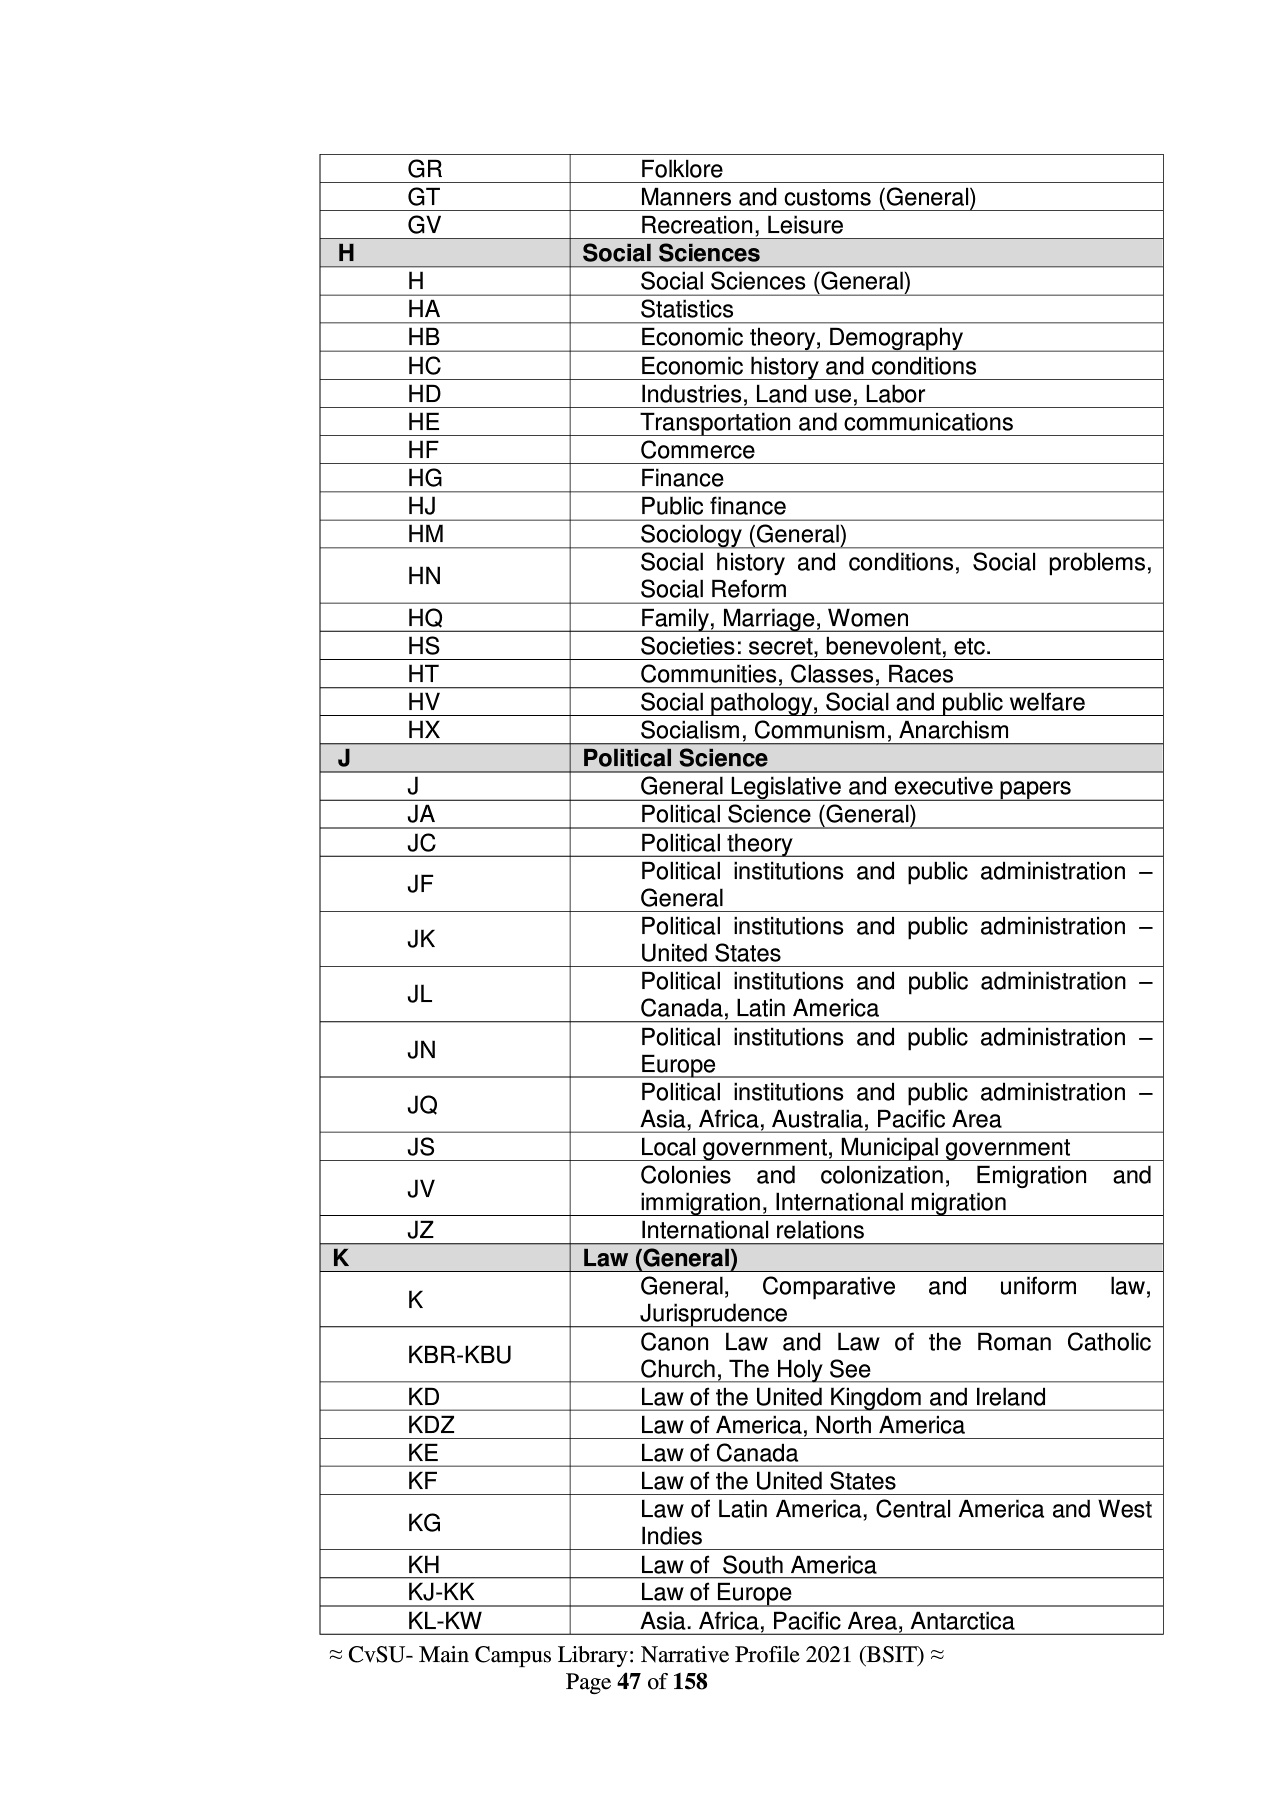 GR Folklore
GT Manners and customs (General)
GV Recreation, Leisure
H Social Sciences
H Social Sciences (General)
HA Statistics
HB Economic theory, Demography
HC Economic history and conditions
HD Industries, Land use, Labor
HE Transportation and communications
HF Commerce
HG Finance
HJ Public finance
HM Sociology (General)
HN Social history and conditions, Social problems,
Social Reform
HQ Family, Marriage, Women
HS Societies: secret, benevolent, etc.
HT Communities, Classes, Races
HV Social pathology, Social and public welfare
HX Socialism, Communism, Anarchism
J Political Science
J General Legislative and executive papers
JA Political Science (General)
JC Political theory
JF Political institutions and public administration –
General
JK Political institutions and public administration –
United States
JL Political institutions and public administration –
Canada, Latin America
JN Political institutions and public administration –
Europe
JQ Political institutions and public administration –
Asia, Africa, Australia, Pacific Area
JS Local government, Municipal government
JV Colonies and colonization, Emigration and
immigration, International migration
JZ International relations
K Law (General)
K General, Comparative and uniform law,
Jurisprudence
KBR-KBU Canon Law and Law of the Roman Catholic
Church, The Holy See
KD Law of the United Kingdom and Ireland
KDZ Law of America, North America
KE Law of Canada
KF Law of the United States
KG Law of Latin America, Central America and West
Indies
KH Law of South America
KJ-KK Law of Europe
KL-KW Asia. Africa, Pacific Area, Antarctica
≈ CvSU- Main Campus Library: Narrative Profile 2021 (BSIT) ≈
Page 47 of 158